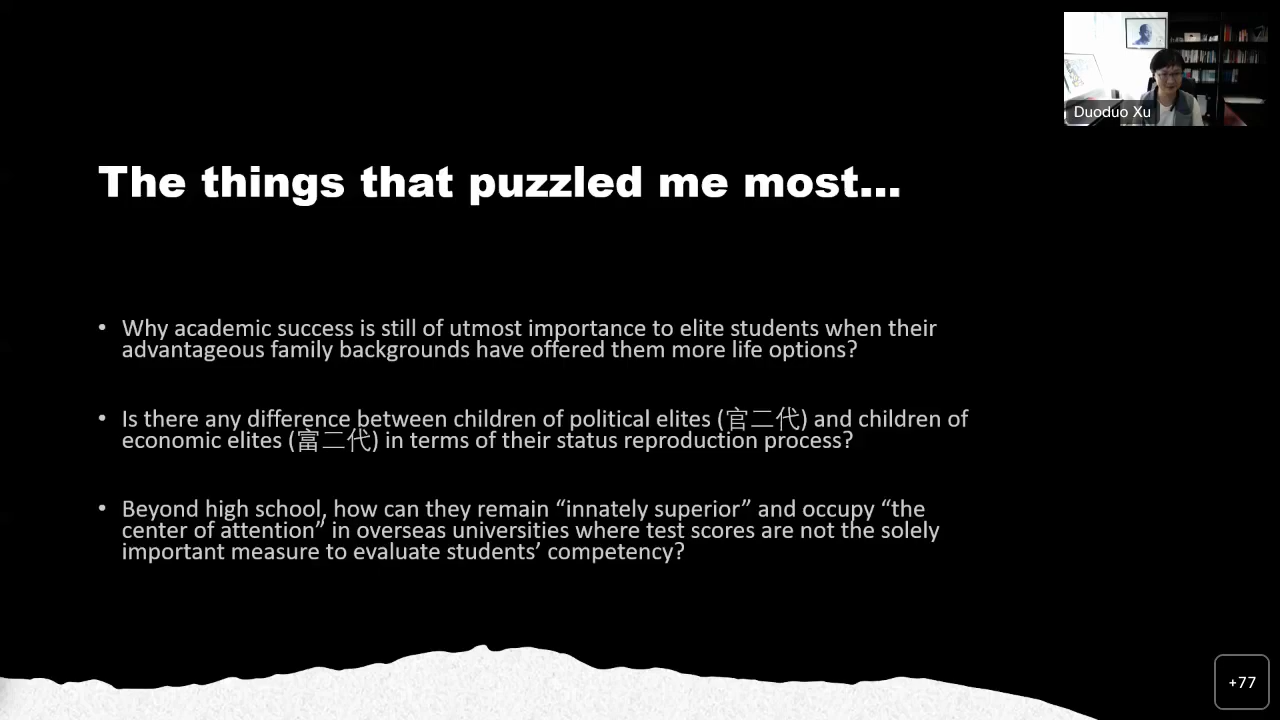 Duoduo Xu
The things that puzzled me most...
• Why academic success is still of utmost importance to elite students when their
advantageous family backgrounds have offered them more life options?
• Is there any difference between children of political elites (官二代) and children of
economic elites (富二代) in terms of their status reproduction process?
• Beyond high school, how can they remain “innately superior” and occupy “the
center of attention” in overseas universities where test scores are not the solely
important measure to evaluate students’ competency?
+77